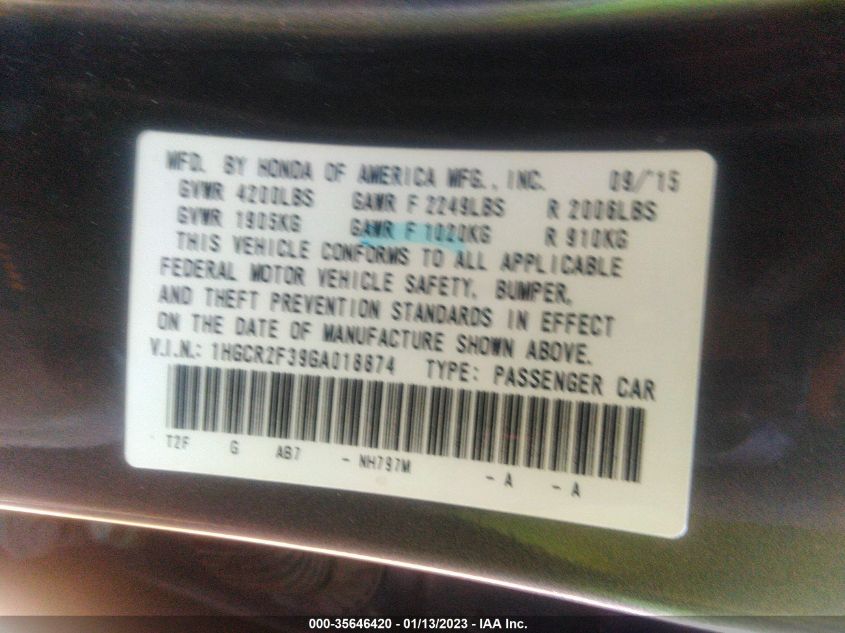 MFD. BY HONDA OF AMERICA MFG., INC. 09/'15
GVWR 4200LBS GAWR F 2249LBS R 2006LBS
GVWR 1905KG GAWR F 1020KG R 910KG
THIS VEHICLE CONFORMS TO ALL APPLICABLE
FEDERAL MOTOR VEHICLE SAFETY, BUMPER,
AND THEFT PREVENTION STANDARDS IN EFFECT
ON THE DATE OF MANUFACTURE SHOWN ABOVE.
V.I.N.: 1HGCR2F39GA018874 TYPE: PASSENGER CAR
T2F G AB7 - NH797M - A - A
000-35646420 - 01/13/2023 - IAA Inc.